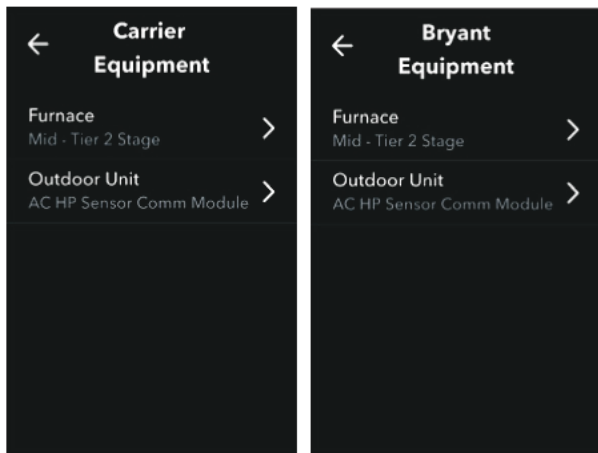 Carrier
Equipment
Furnace
Mid - Tier 2 Stage
Outdoor Unit
AC HP Sensor Comm Module
Bryant
Equipment
Furnace
Mid - Tier 2 Stage
Outdoor Unit
AC HP Sensor Comm Module